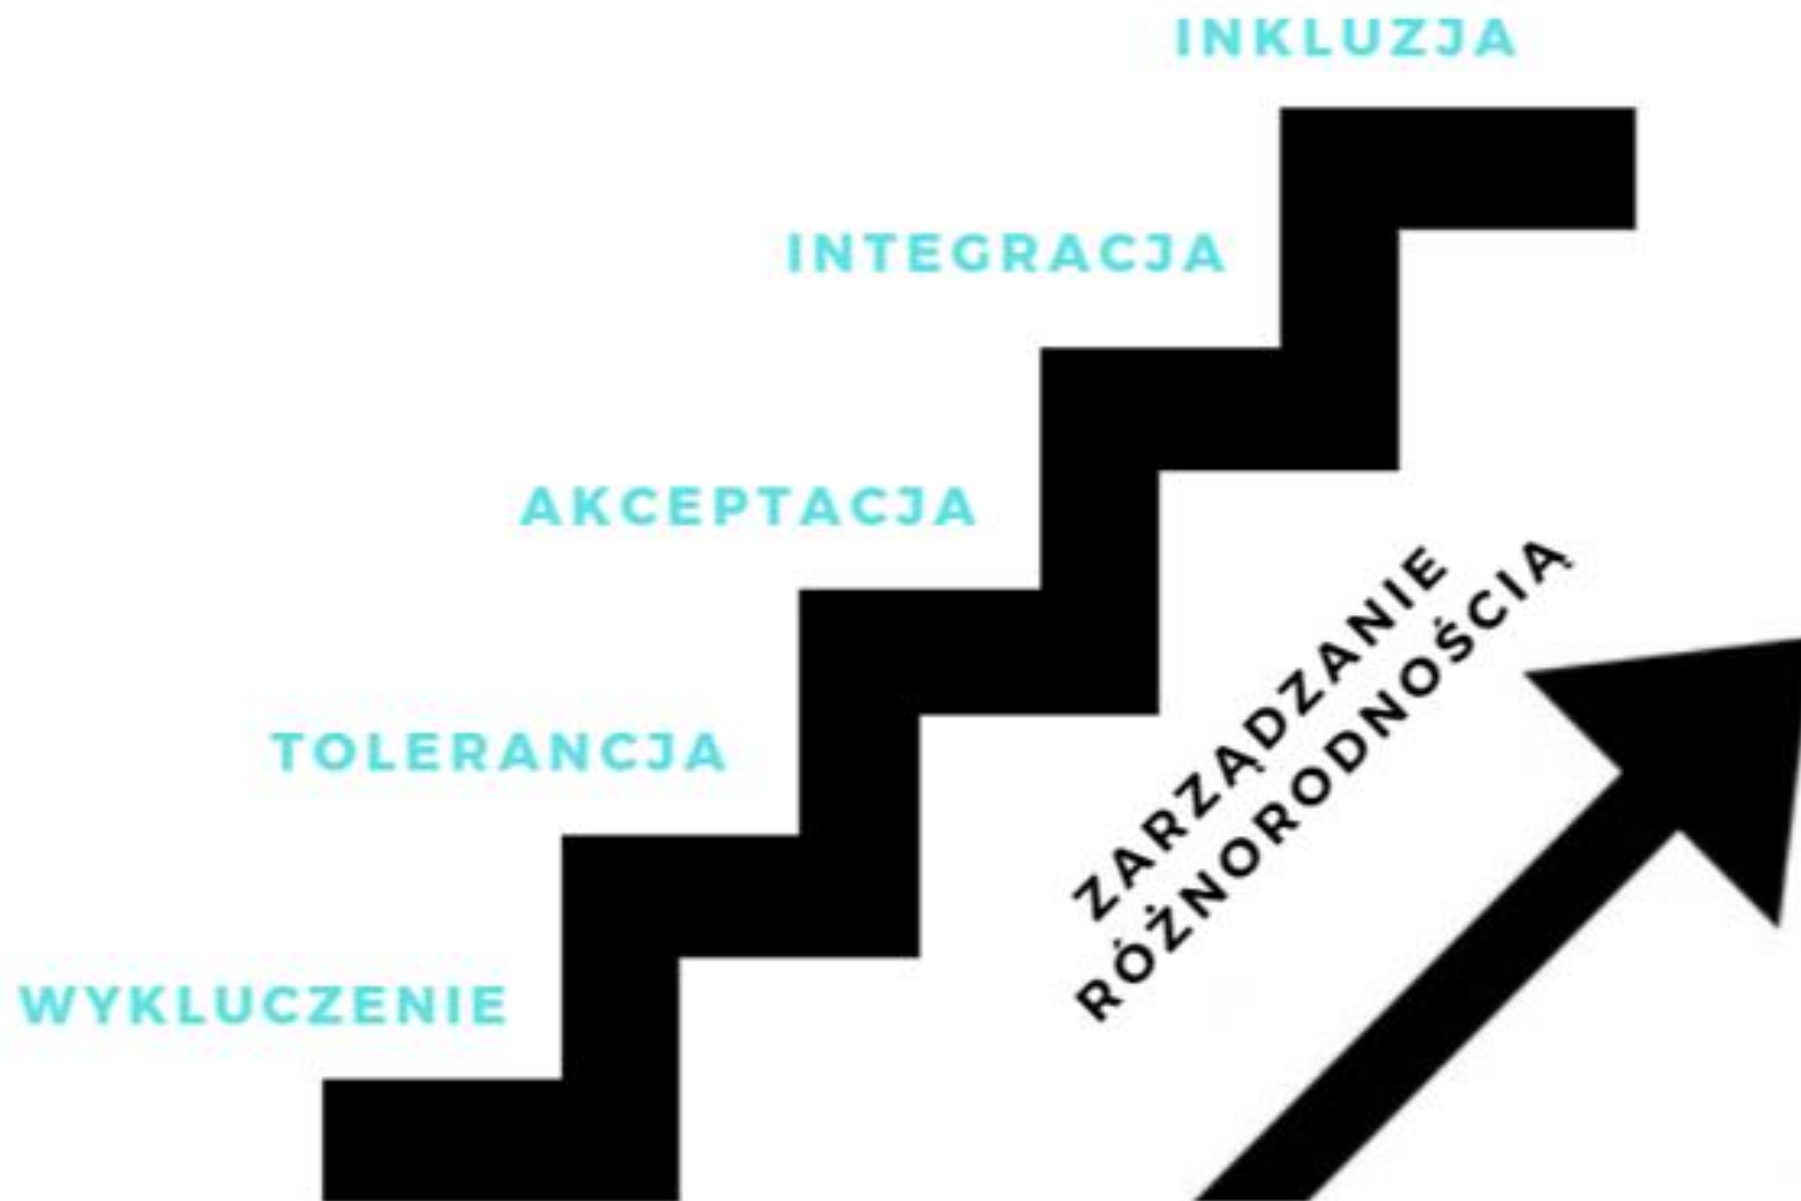 INKLUZJA
INTEGRACJA
AKCEPTACJA
TOLERANCJA
WYKLUCZENIE
ZARZĄDZANIE
RÓŻNORODNOŚCIĄ